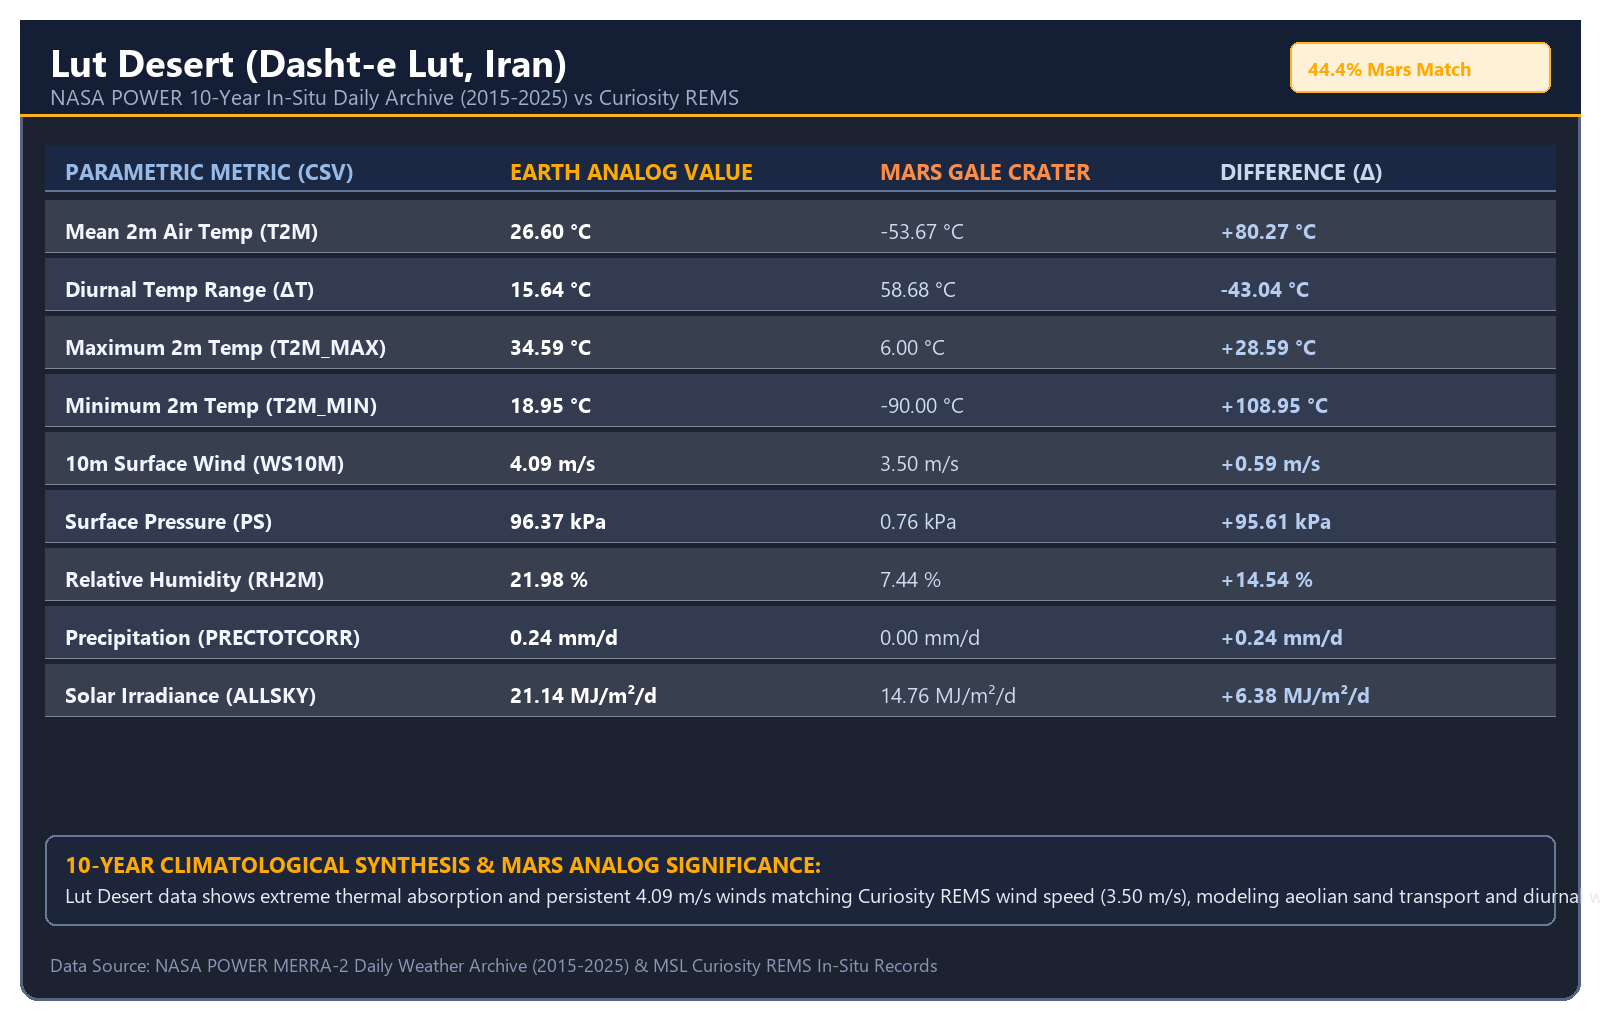 Lut Desert (Dasht-e Lut, Iran)
NASA POWER 10-Year In-Situ Daily Archive (2015-2025) vs Curiosity REMS
44.4% Mars Match
PARAMETRIC METRIC (CSV) EARTH ANALOG VALUE MARS GALE CRATER DIFFERENCE (Δ)
Mean 2m Air Temp (T2M) 26.60 °C -53.67 °C +80.27 °C
Diurnal Temp Range (ΔT) 15.64 °C 58.68 °C -43.04 °C
Maximum 2m Temp (T2M_MAX) 34.59 °C 6.00 °C +28.59 °C
Minimum 2m Temp (T2M_MIN) 18.95 °C -90.00 °C +108.95 °C
10m Surface Wind (WS10M) 4.09 m/s 3.50 m/s +0.59 m/s
Surface Pressure (PS) 96.37 kPa 0.76 kPa +95.61 kPa
Relative Humidity (RH2M) 21.98 % 7.44 % +14.54 %
Precipitation (PRECTOTCORR) 0.24 mm/d 0.00 mm/d +0.24 mm/d
Solar Irradiance (ALLSKY) 21.14 MJ/m²/d 14.76 MJ/m²/d +6.38 MJ/m²/d
10-YEAR CLIMATOLOGICAL SYNTHESIS & MARS ANALOG SIGNIFICANCE:
Lut Desert data shows extreme thermal absorption and persistent 4.09 m/s winds matching Curiosity REMS wind speed (3.50 m/s), modeling aeolian sand transport and diurnal
Data Source: NASA POWER MERRA-2 Daily Weather Archive (2015-2025) & MSL Curiosity REMS In-Situ Records